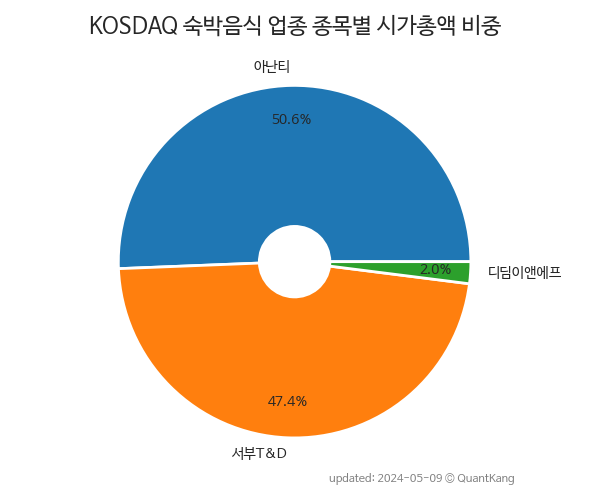 KOSDAQ 숙박음식 업종 종목별 시가총액 비중
아난티
50.6%
2.0%
디딤이앤에프
47.4%
서부T&D
updated: 2024-05-09 © QuantKang